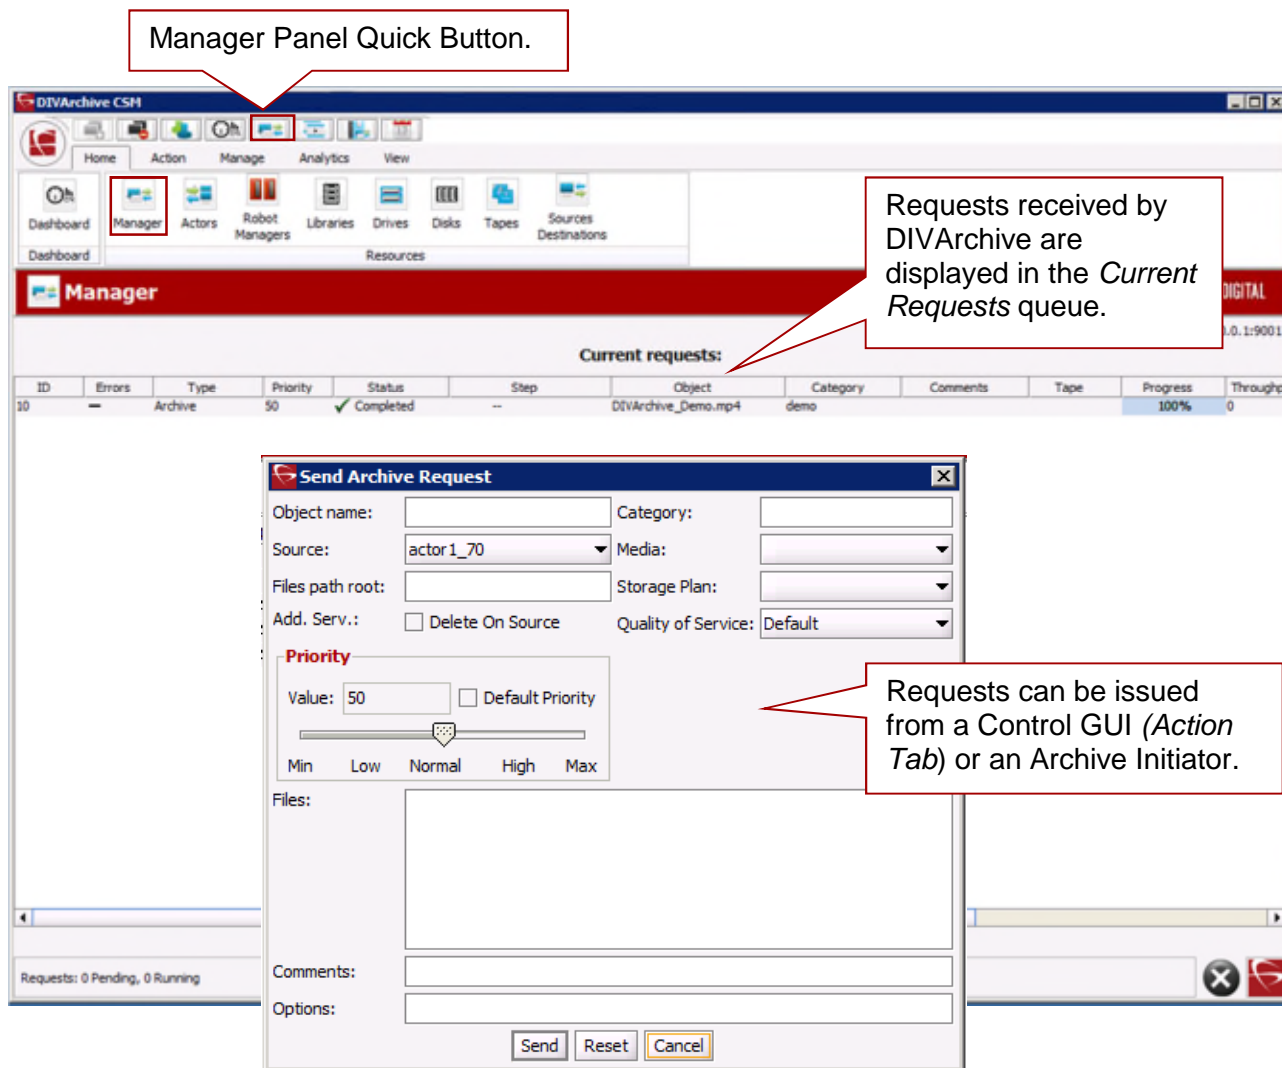 Manager Panel Quick Button.
DIVArchive CSM
Home Action Manage Analytics View
Dashboard Manager Actors Robot Managers Libraries Drives Disks Tapes Sources Destinations
Dashboard Resources
Requests received by
DIVArchive are
displayed in the Current
Requests queue.
Manager
DIGITAL
0.0.1:9001
Current requests:
ID Errors Type Priority Status Step Object Category Comments Tape Progress Throughp
10 — Archive 50 Completed -- DIVArchive_Demo.mp4 demo 100% 0
Send Archive Request
Object name: Category:
Source: actor1_70 Media:
Files path root: Storage Plan:
Add. Serv.: Delete On Source Quality of Service: Default
Priority
Value: 50 Default Priority
Min Low Normal High Max
Requests can be issued
from a Control GUI (Action
Tab) or an Archive Initiator.
Files:
Comments:
Options:
Send Reset Cancel
Requests: 0 Pending, 0 Running